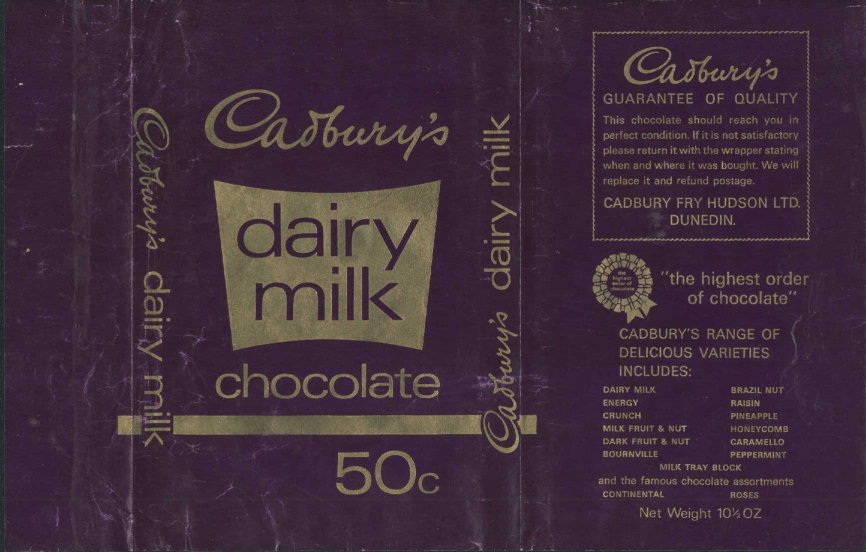 Cadbury's dairy milk
Cadbury's
dairy
milk
chocolate
50c
Cadbury's dairy milk
Cadbury's
GUARANTEE OF QUALITY
This chocolate should reach you in
perfect condition. If it is not satisfactory
please return it with the wrapper stating
when and where it was bought. We will
replace it and refund postage.
CADBURY FRY HUDSON LTD.
DUNEDIN.
the
highest
order of
chocolate
"the highest order
of chocolate"
CADBURY'S RANGE OF
DELICIOUS VARIETIES
INCLUDES:
DAIRY MILK BRAZIL NUT
ENERGY RAISIN
CRUNCH PINEAPPLE
MILK FRUIT & NUT HONEYCOMB
DARK FRUIT & NUT CARAMELLO
BOURNVILLE PEPPERMINT
MILK TRAY BLOCK
and the famous chocolate assortments
CONTINENTAL ROSES
Net Weight 10½ OZ